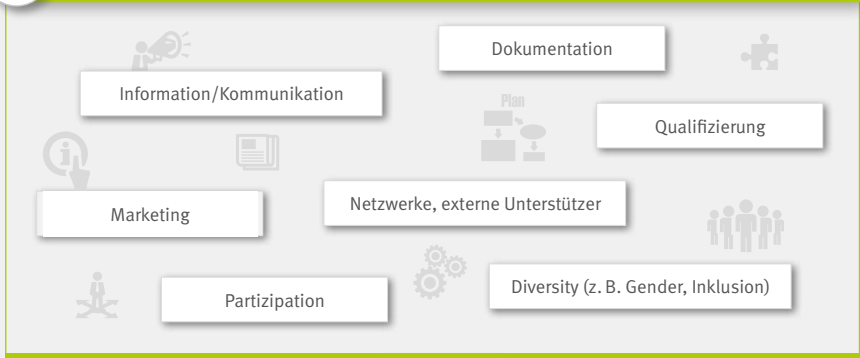 Dokumentation
Information/Kommunikation
Plan
Qualifizierung
Marketing
Netzwerke, externe Unterstützer
Partizipation
Diversity (z. B. Gender, Inklusion)